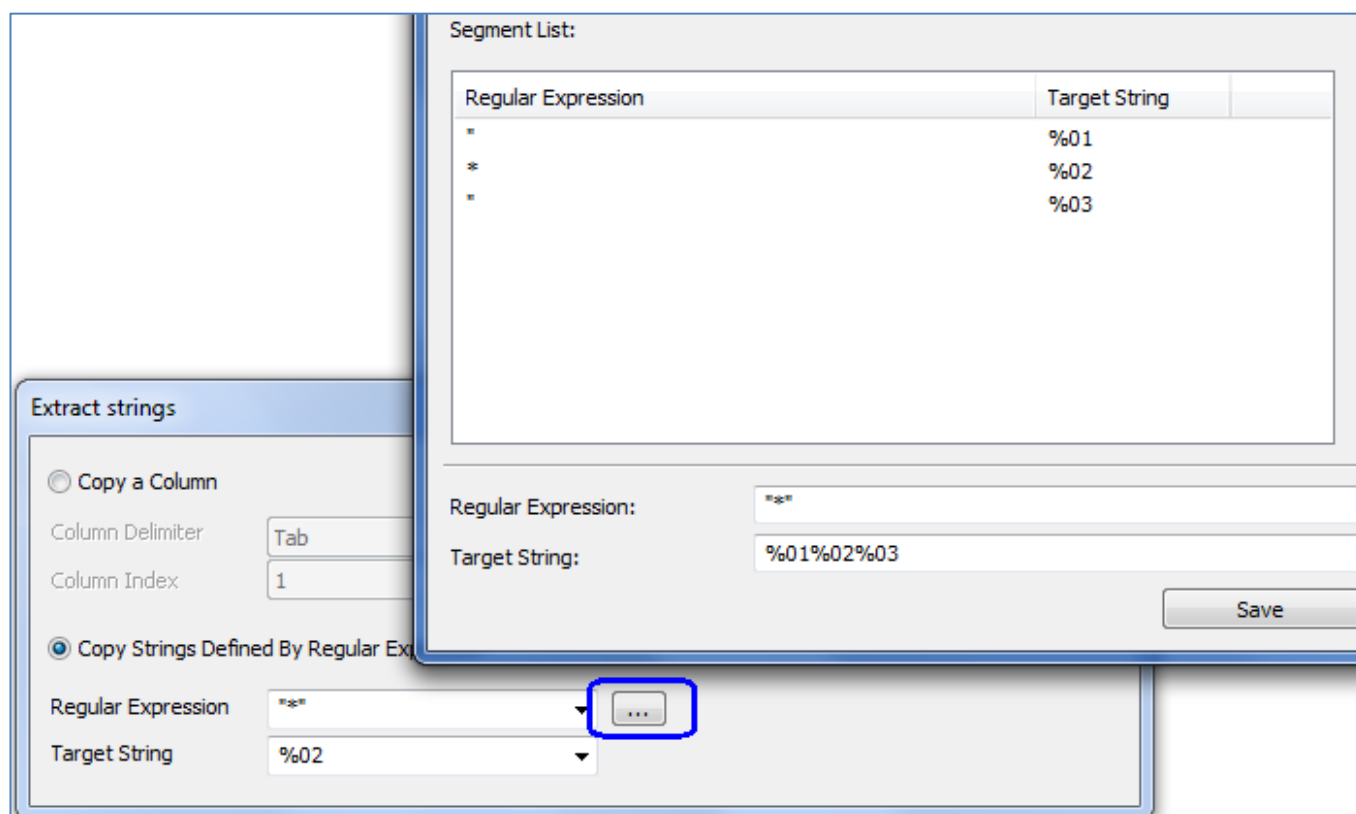 Segment List:
Regular Expression Target String
" %01
* %02
" %03
Regular Expression: "*"
Target String: %01%02%03
Save
Extract strings
Copy a Column
Column Delimiter Tab
Column Index 1
Copy Strings Defined By Regular Exp
Regular Expression "*" ...
Target String %02